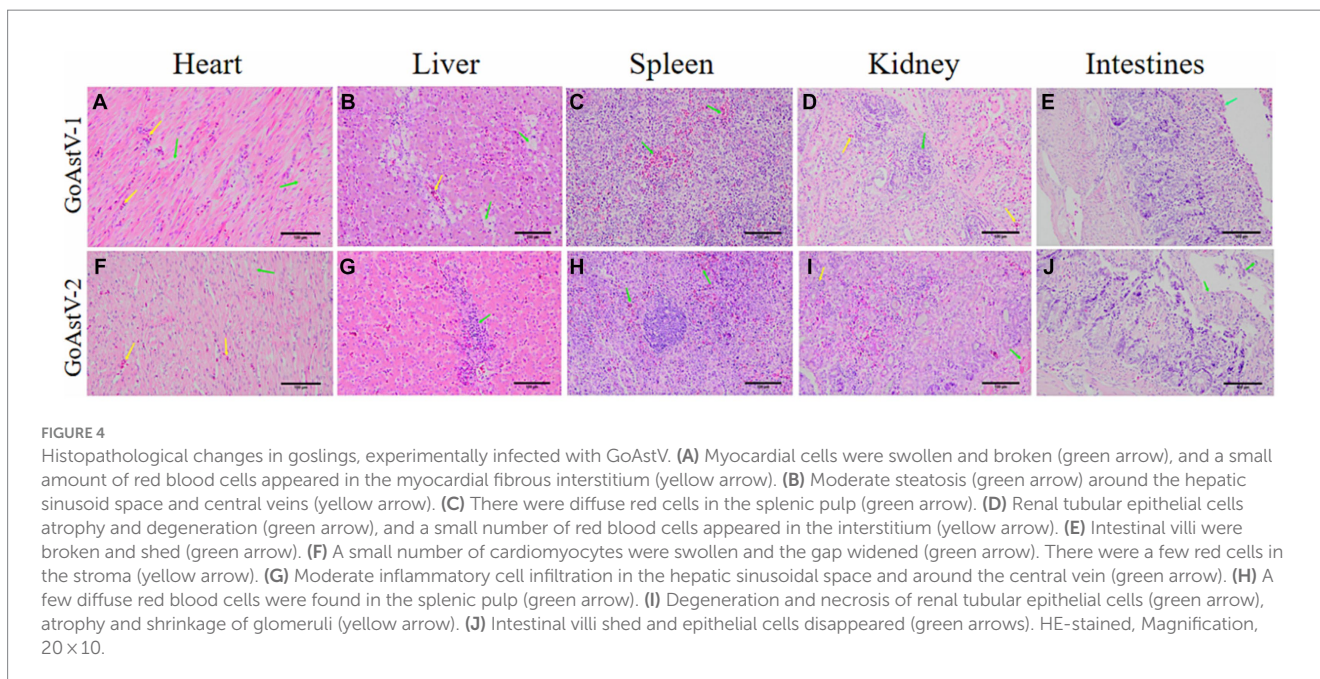 Heart Liver Spleen Kidney Intestines
GoAstV-1
A B C D E
GoAstV-2
F G H I J
FIGURE 4
Histopathological changes in goslings, experimentally infected with GoAstV. (A) Myocardial cells were swollen and broken (green arrow), and a small
amount of red blood cells appeared in the myocardial fibrous interstitium (yellow arrow). (B) Moderate steatosis (green arrow) around the hepatic
sinusoid space and central veins (yellow arrow). (C) There were diffuse red cells in the splenic pulp (green arrow). (D) Renal tubular epithelial cells
atrophy and degeneration (green arrow), and a small number of red blood cells appeared in the interstitium (yellow arrow). (E) Intestinal villi were
broken and shed (green arrow). (F) A small number of cardiomyocytes were swollen and the gap widened (green arrow). There were a few red cells in
the stroma (yellow arrow). (G) Moderate inflammatory cell infiltration in the hepatic sinusoidal space and around the central vein (green arrow). (H) A
few diffuse red blood cells were found in the splenic pulp (green arrow). (I) Degeneration and necrosis of renal tubular epithelial cells (green arrow),
atrophy and shrinkage of glomeruli (yellow arrow). (J) Intestinal villi shed and epithelial cells disappeared (green arrows). HE-stained, Magnification,
20 × 10.